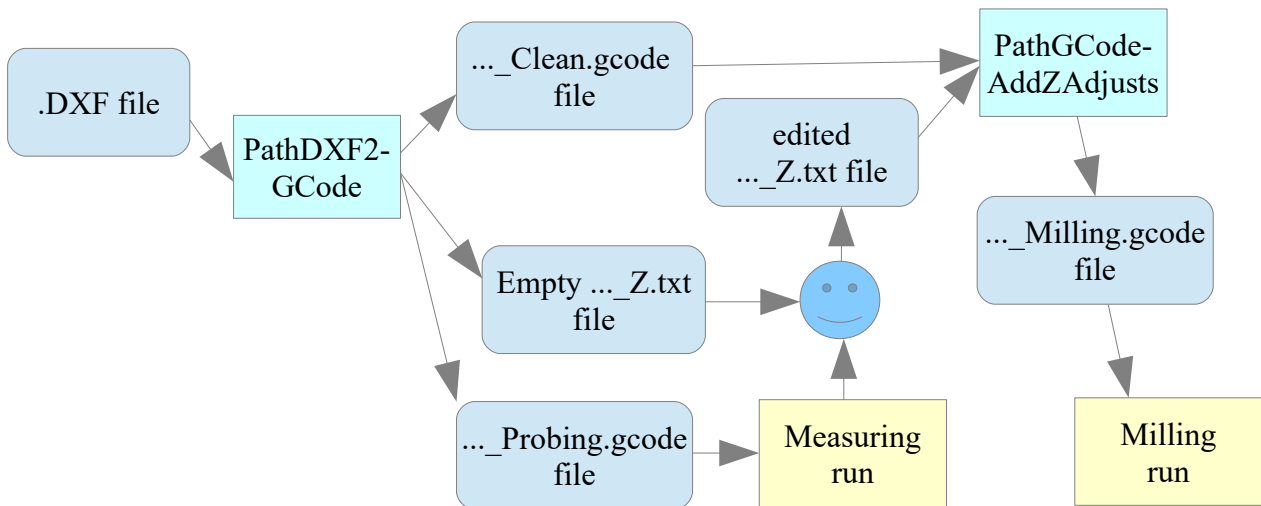 .DXF file
PathDXF2-
GCode
..._Clean.gcode
file
Empty ..._Z.txt
file
..._Probing.gcode
file
edited
..._Z.txt file
Measuring
run
PathGCode-
AddZAdjusts
..._Milling.gcode
file
Milling
run